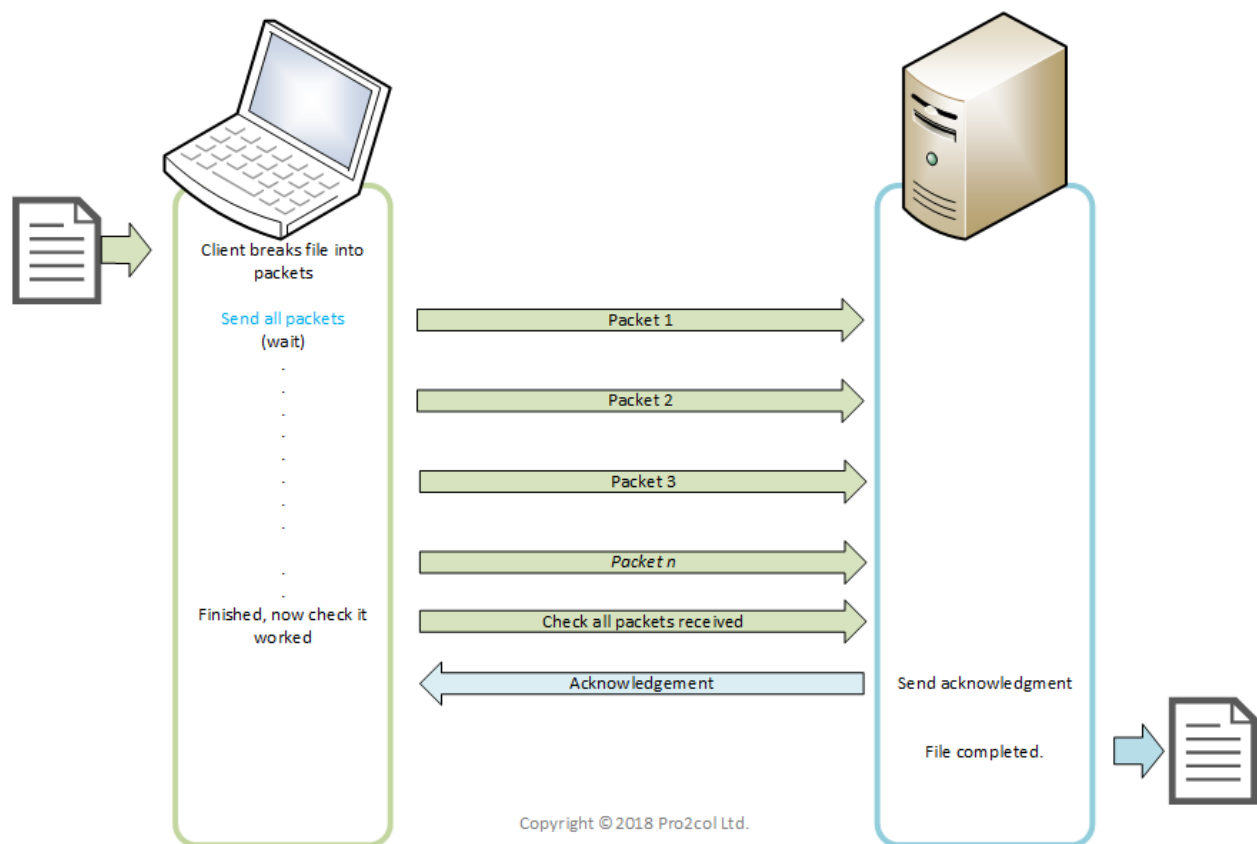 Client breaks file into
packets
Send all packets
(wait)
.
.
.
.
.
.
.
.
.
.
Finished, now check it
worked
Packet 1
Packet 2
Packet 3
Packet n
Check all packets received
Acknowledgement
Send acknowledgment
File completed.
Copyright © 2018 Pro2col Ltd.